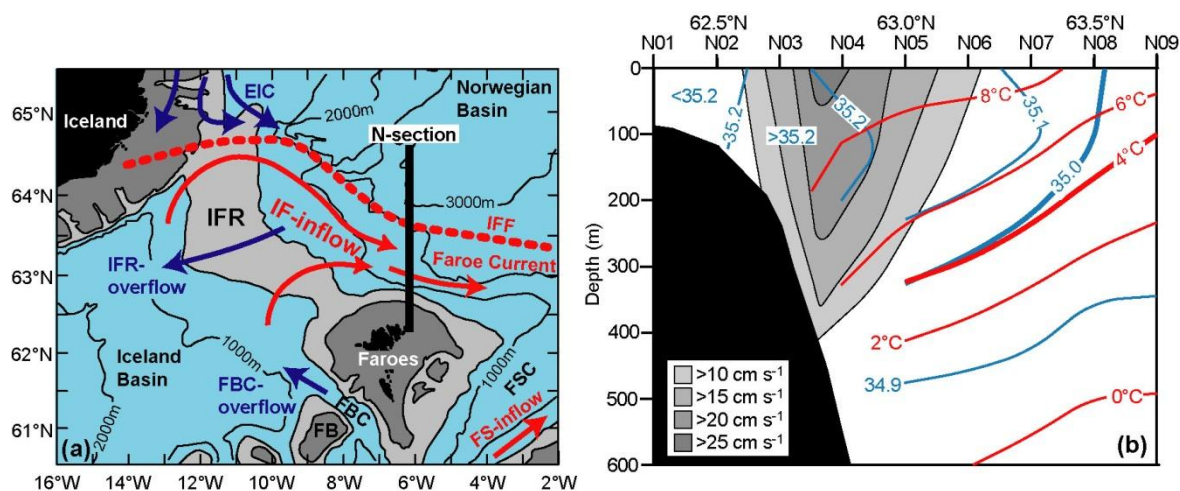 65°N
64°N
63°N
62°N
61°N
16°W
14°W
12°W
10°W
8°W
6°W
4°W
2°W
Iceland
EIC
2000m
Norwegian
Basin
N-section
3000m
IFR
IF-inflow
IFF
Faroe Current
IFR-
overflow
Iceland
Basin
1000m
Faroes
1000m
FBC-
overflow
FBC
FB
FSC
FS-inflow
2000m
(a)
62.5°N
63.0°N
63.5°N
N01
N02
N03
N04
N05
N06
N07
N08
N09
0
100
200
300
400
500
600
Depth (m)
<35.2
35.2
>35.2
35.2
8°C
35.1
6°C
35.0
4°C
2°C
34.9
0°C
>10 cm s⁻¹
>15 cm s⁻¹
>20 cm s⁻¹
>25 cm s⁻¹
(b)